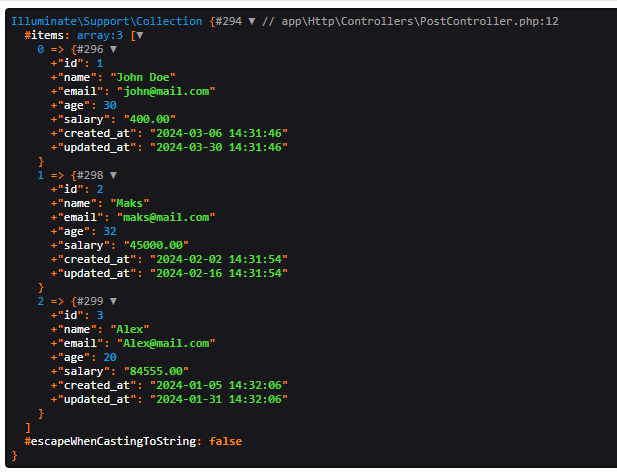 Illuminate\Support\Collection {#294 ▼ // app\Http\Controllers\PostController.php:12
#items: array:3 [▼
0 => {#296 ▼
+"id": 1
+"name": "John Doe"
+"email": "john@mail.com"
+"age": 30
+"salary": "400.00"
+"created_at": "2024-03-06 14:31:46"
+"updated_at": "2024-03-30 14:31:46"
}
1 => {#298 ▼
+"id": 2
+"name": "Maks"
+"email": "maks@mail.com"
+"age": 32
+"salary": "45000.00"
+"created_at": "2024-02-02 14:31:54"
+"updated_at": "2024-02-16 14:31:54"
}
2 => {#299 ▼
+"id": 3
+"name": "Alex"
+"email": "Alex@mail.com"
+"age": 20
+"salary": "84555.00"
+"created_at": "2024-01-05 14:32:06"
+"updated_at": "2024-01-31 14:32:06"
}
]
#escapeWhenCastingToString: false
}